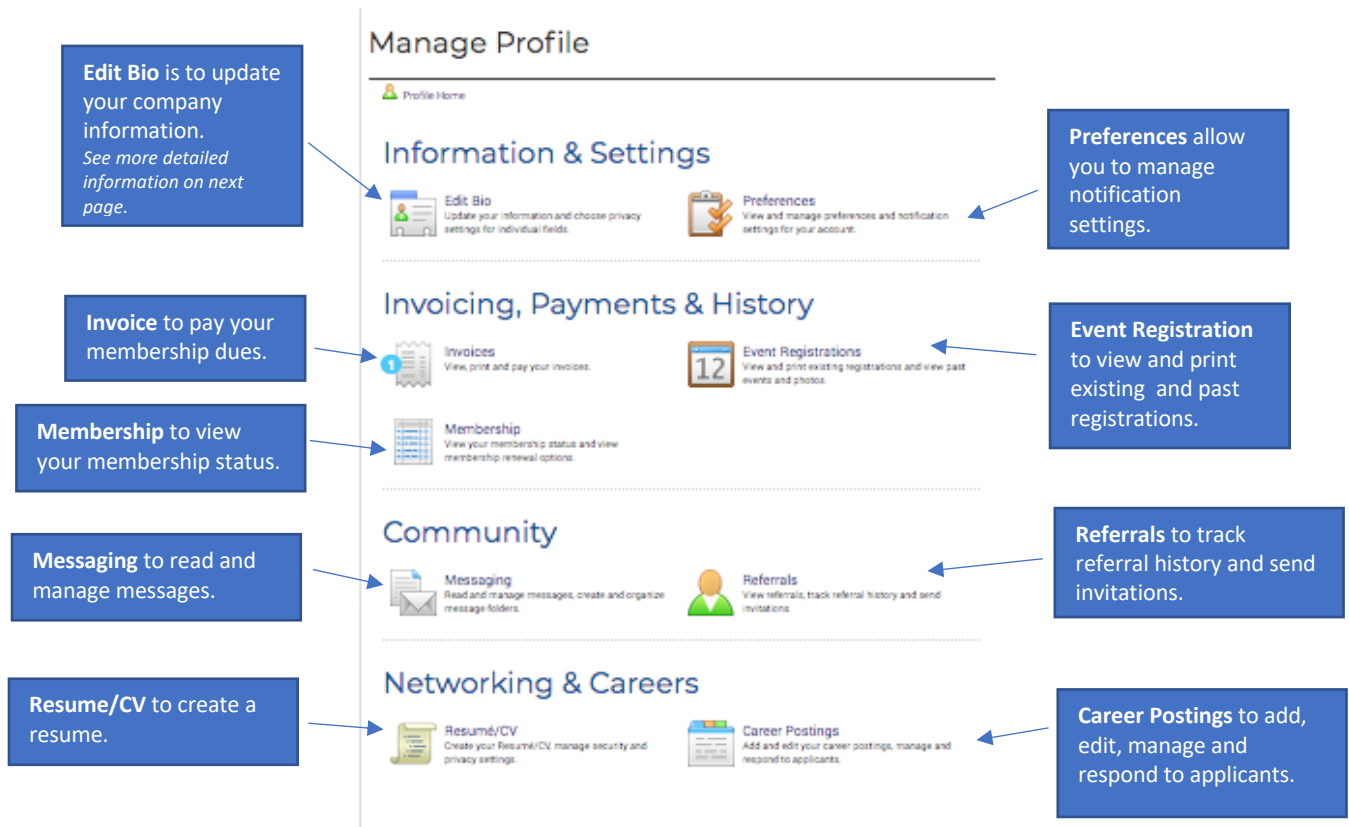 Manage Profile
Profile Home
Edit Bio is to update
your company
information.
See more detailed
information on next
page.
Information & Settings
Edit Bio
Update your information and choose privacy
settings for individual fields.
Preferences
View and manage preferences and notification
settings for your account.
Preferences allow
you to manage
notification
settings.
Invoicing, Payments & History
Invoice to pay your
membership dues.
1
Invoices
View, print and pay your invoices.
12
Event Registrations
View and print existing registrations and view past
events and photos.
Event Registration
to view and print
existing and past
registrations.
Membership to view
your membership status.
Membership
View your membership status and view
membership renewal options.
Community
Messaging to read and
manage messages.
Messaging
Read and manage messages, create and organize
message folders.
Referrals
View referrals, track referral history and send
invitations.
Referrals to track
referral history and send
invitations.
Networking & Careers
Resume/CV to create a
resume.
Resumé/CV
Create your Resumé/CV, manage security and
privacy settings.
Career Postings
Add and edit your career postings, manage and
respond to applicants.
Career Postings to add,
edit, manage and
respond to applicants.